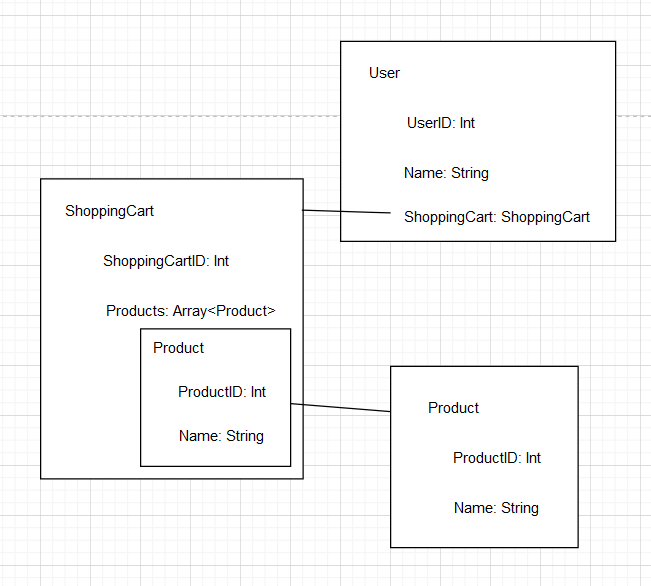 User
UserID: Int
Name: String
ShoppingCart: ShoppingCart
ShoppingCart
ShoppingCartID: Int
Products: Array<Product>
Product
ProductID: Int
Name: String
Product
ProductID: Int
Name: String